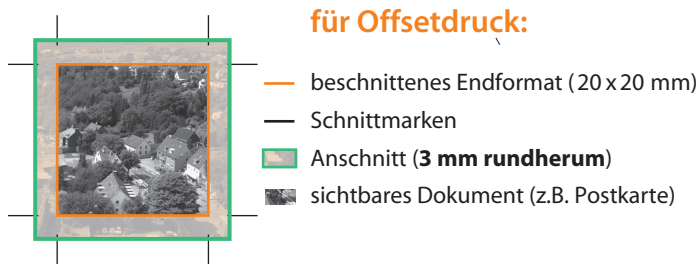 für Offsetdruck:
beschnittenes Endformat (20 x 20 mm)
Schnittmarken
Anschnitt (3 mm rundherum)
sichtbares Dokument (z.B. Postkarte)